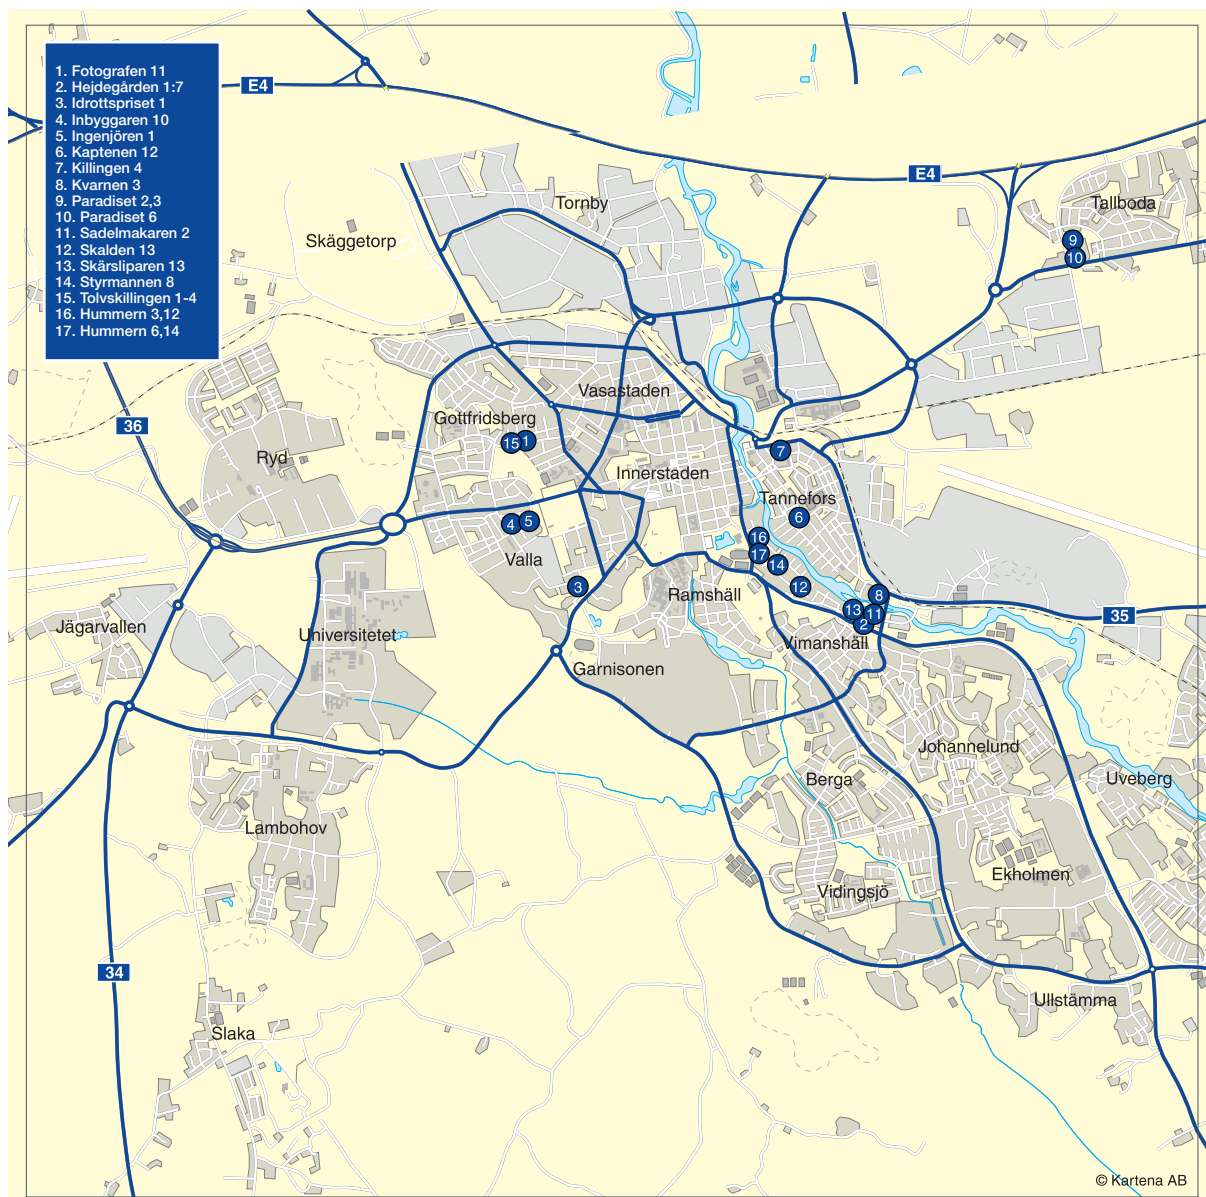 1. Fotografen 11
2. Hejdegården 1:7
3. Idrottspriset 1
4. Inbyggaren 10
5. Ingenjören 1
6. Kaptenen 12
7. Killingen 4
8. Kvarnen 3
9. Paradiset 2,3
10. Paradiset 6
11. Sadelmakaren 2
12. Skalden 13
13. Skärsliparen 13
14. Styrmannen 8
15. Tolvskillingen 1-4
16. Hummern 3,12
17. Hummern 6,14
E4
E4
Tornby
Tallboda
Skäggetorp
9
10
Vasastaden
Gottfridsberg
36
15
1
7
Ryd
Innerstaden
Tannefors
6
4
5
16
17
14
Valla
3
12
8
Ramshäll
13
11
35
2
Jägarvallen
Universitetet
Vimanshäll
Garnisonen
Johannelund
Berga
Uveberg
Lambohov
Ekholmen
Vidingsjö
34
Ullstämma
Slaka
© Kartena AB